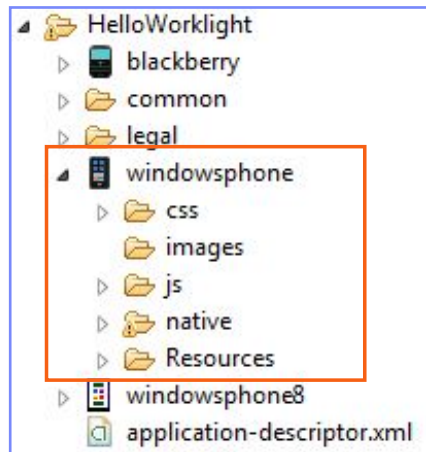 HelloWorklight
blackberry
common
legal
windowsphone
css
images
js
native
Resources
windowsphone8
application-descriptor.xml